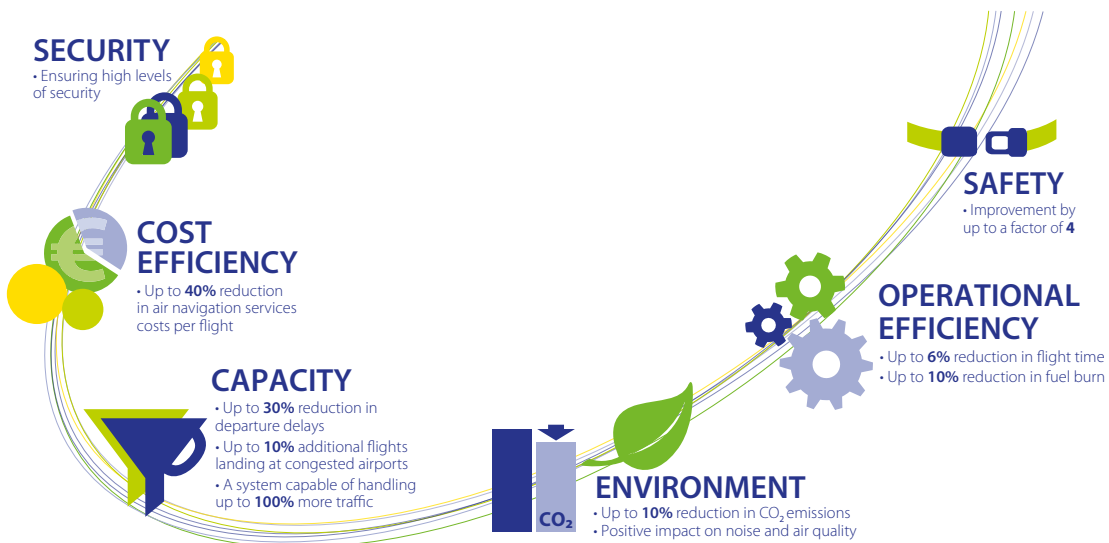 SECURITY
• Ensuring high levels
of security
COST
EFFICIENCY
• Up to 40% reduction
in air navigation services
costs per flight
CAPACITY
• Up to 30% reduction in
departure delays
• Up to 10% additional flights
landing at congested airports
• A system capable of handling
up to 100% more traffic
CO₂
ENVIRONMENT
• Up to 10% reduction in CO₂ emissions
• Positive impact on noise and air quality
OPERATIONAL
EFFICIENCY
• Up to 6% reduction in flight time
• Up to 10% reduction in fuel burn
SAFETY
• Improvement by
up to a factor of 4